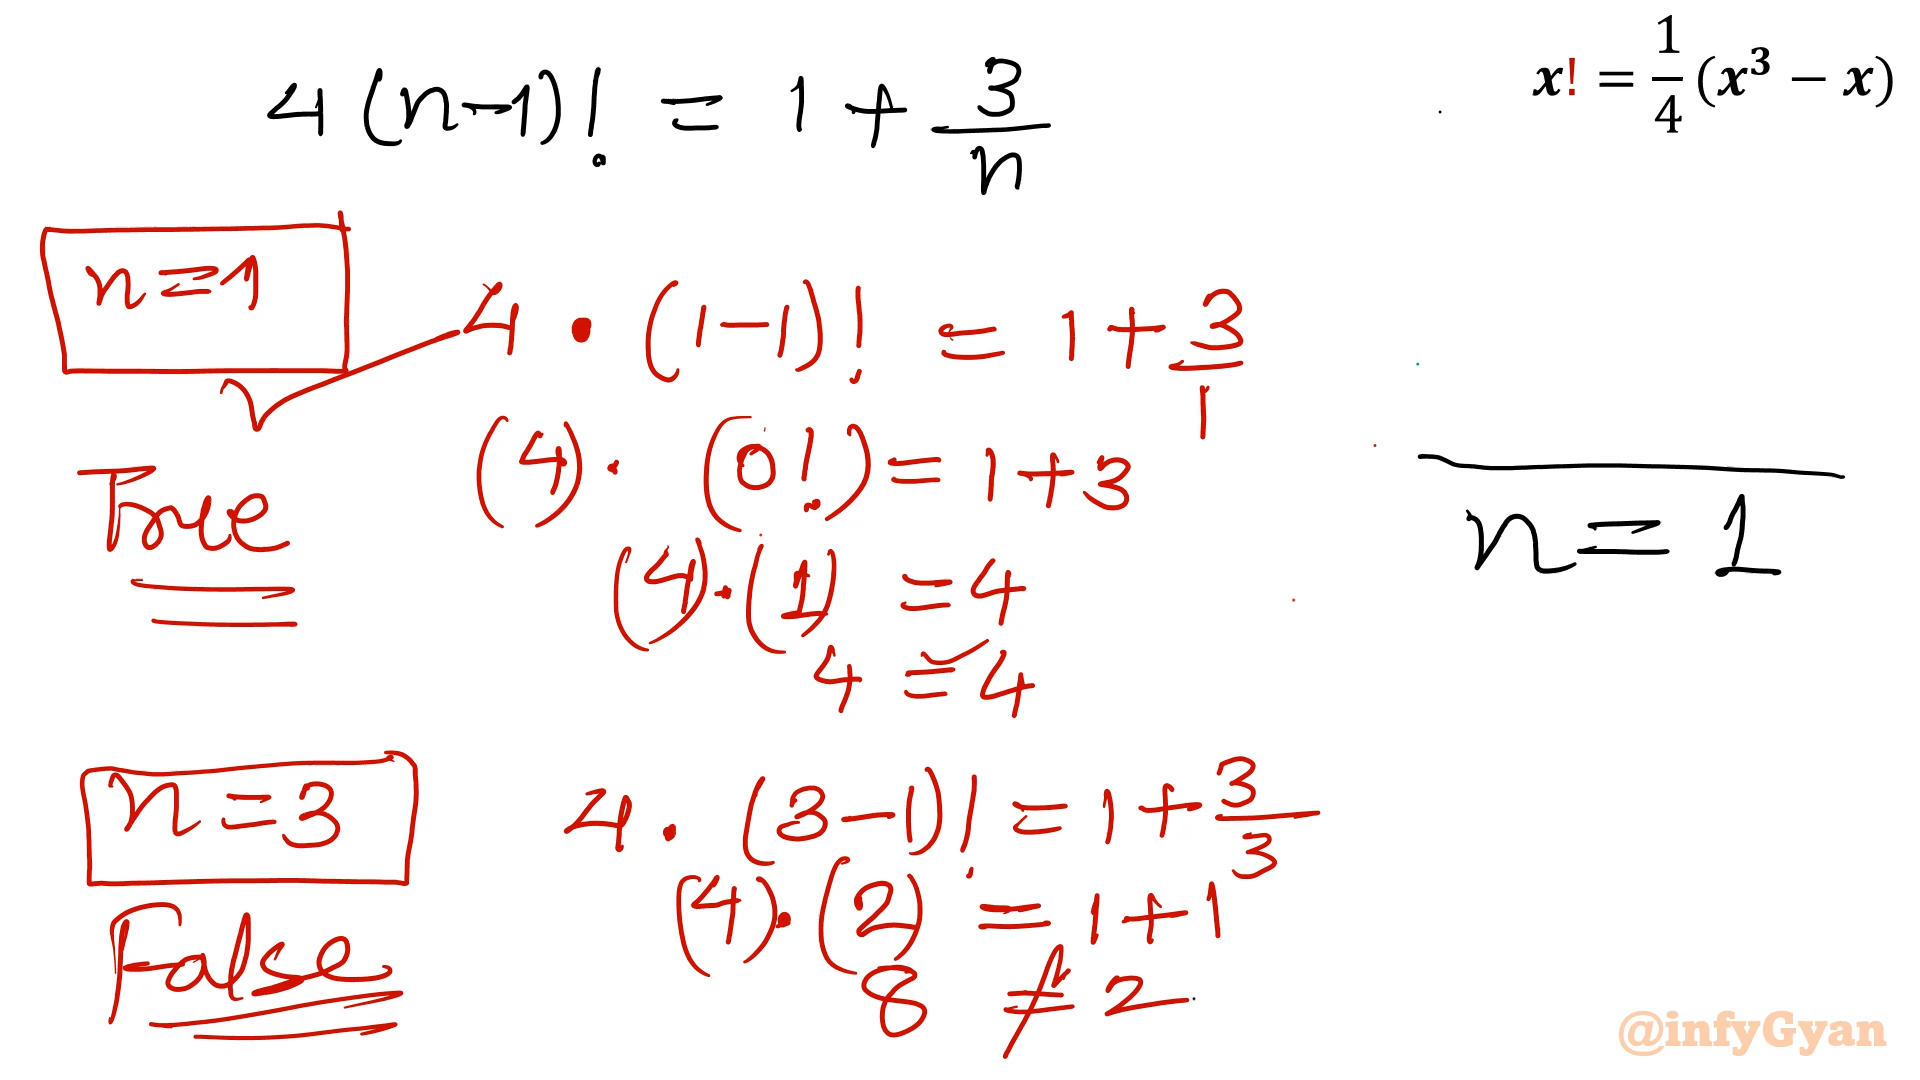 4(n-1)! = 1 + 3/n
x! = 1/4 (x³ − x)
n=1
4 · (1-1)! = 1 + 3/1
(4) · (0!) = 1+3
True
(4) · (1) = 4
4 = 4
n = 1
n = 3
4 · (3-1)! = 1 + 3/3
(4) · (2) = 1+1
False
8 ≠ 2
@infyGyan